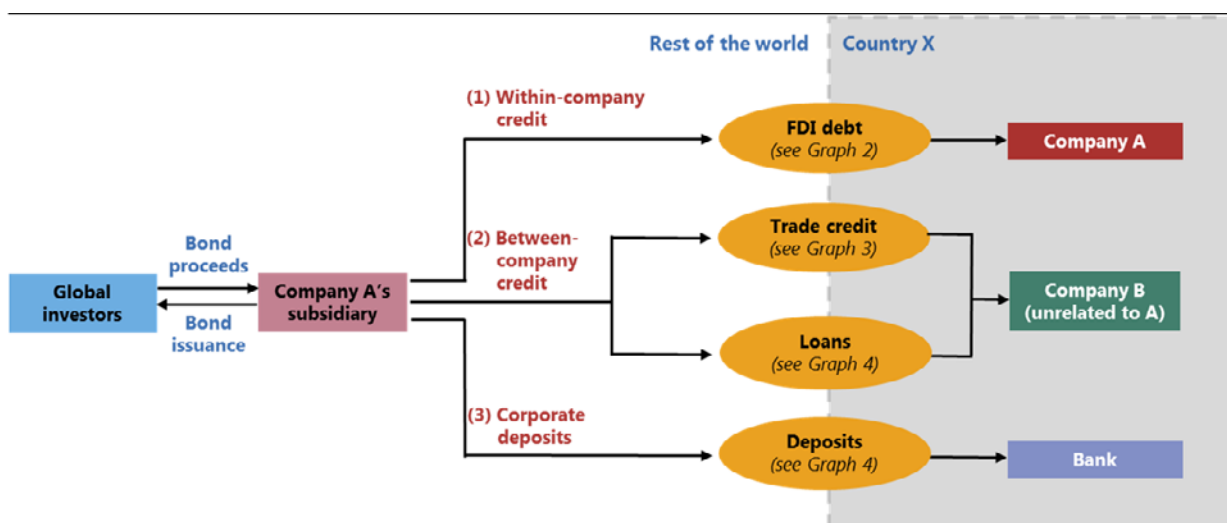 Rest of the world
Country X
(1) Within-company
credit
FDI debt
(see Graph 2)
Company A
(2) Between-
company
credit
Trade credit
(see Graph 3)
Bond
proceeds
Global
investors
Company A's
subsidiary
Bond
issuance
Company B
(unrelated to A)
Loans
(see Graph 4)
(3) Corporate
deposits
Deposits
(see Graph 4)
Bank